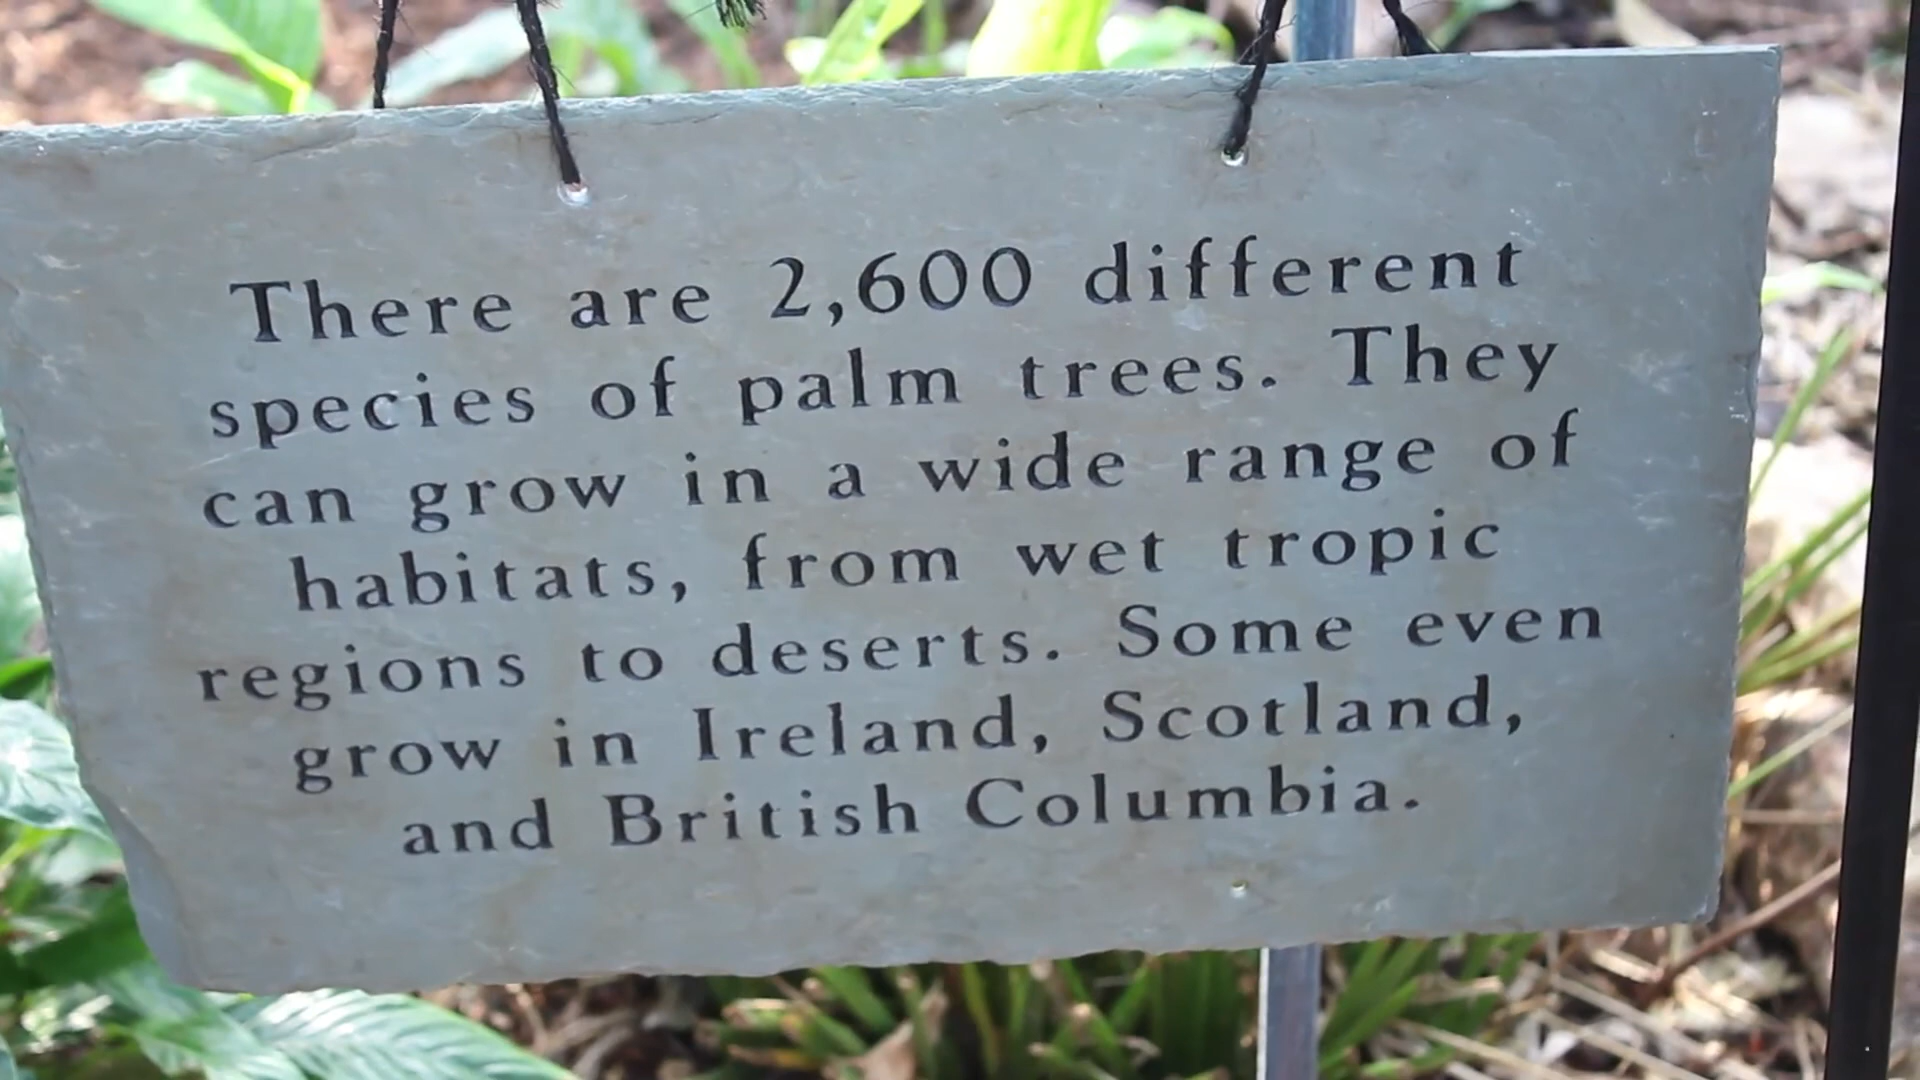 There are 2,600 different
species of palm trees. They
can grow in a wide range of
habitats, from wet tropic
regions to deserts. Some even
grow in Ireland, Scotland,
and British Columbia.